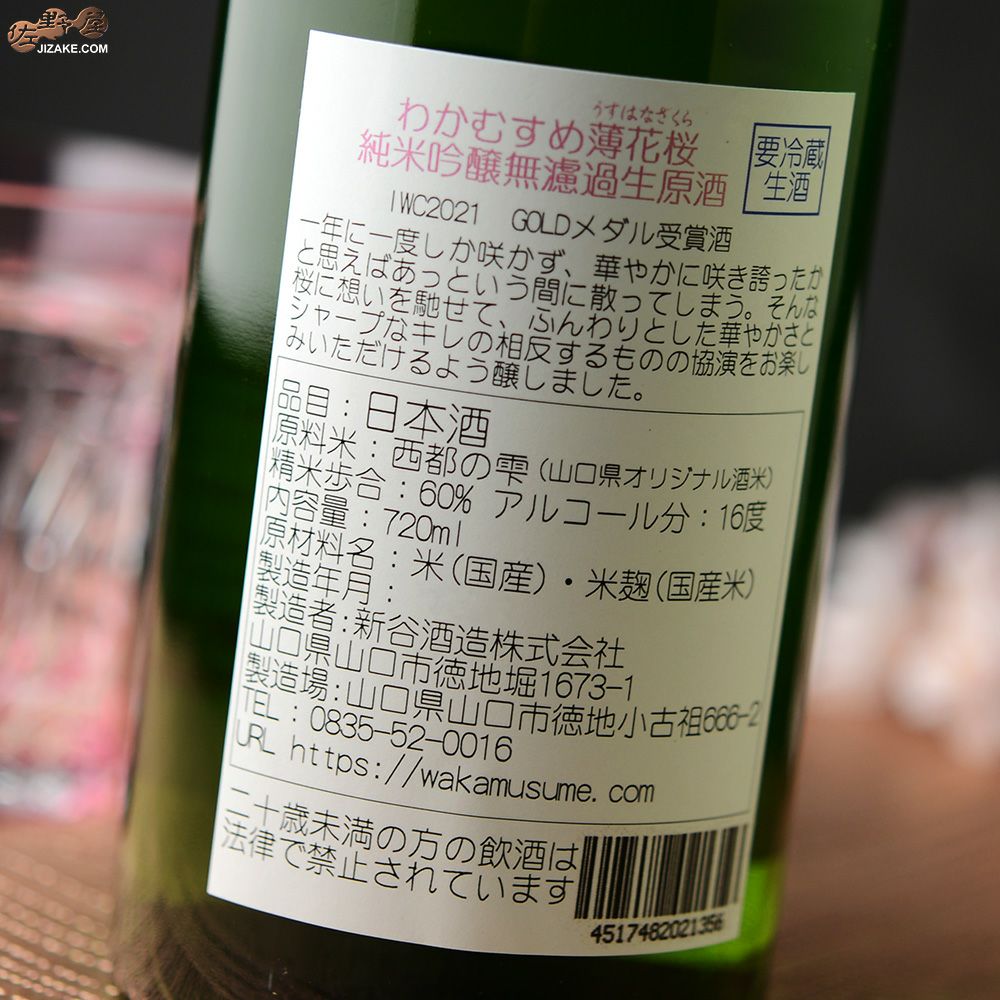 佐野屋
JIZAKE.COM
うすはなざくら
わかむすめ薄花桜
純米吟醸無濾過生原酒
要冷蔵
生酒
IWC2021 GOLDメダル受賞酒
一年に一度しか咲かず、華やかに咲き誇ったか
と思えばあっという間に散ってしまう。そんな
桜に想いを馳せて、ふんわりとした華やかさと
シャープなキレの相反するものの協演をお楽し
みいただけるよう醸しました。
品目：日本酒
原料米：西都の雫（山口県オリジナル酒米）
精米歩合：60% アルコール分：16度
内容量：720ml
原材料名：米（国産）・米麹（国産米）
製造年月：
製造者：新谷酒造株式会社
山口県山口市徳地堀1673-1
製造場：山口県山口市徳地小古祖666-2
TEL：0835-52-0016
URL https://wakamusume.com
二十歳未満の方の飲酒は
法律で禁止されています
4517482021356